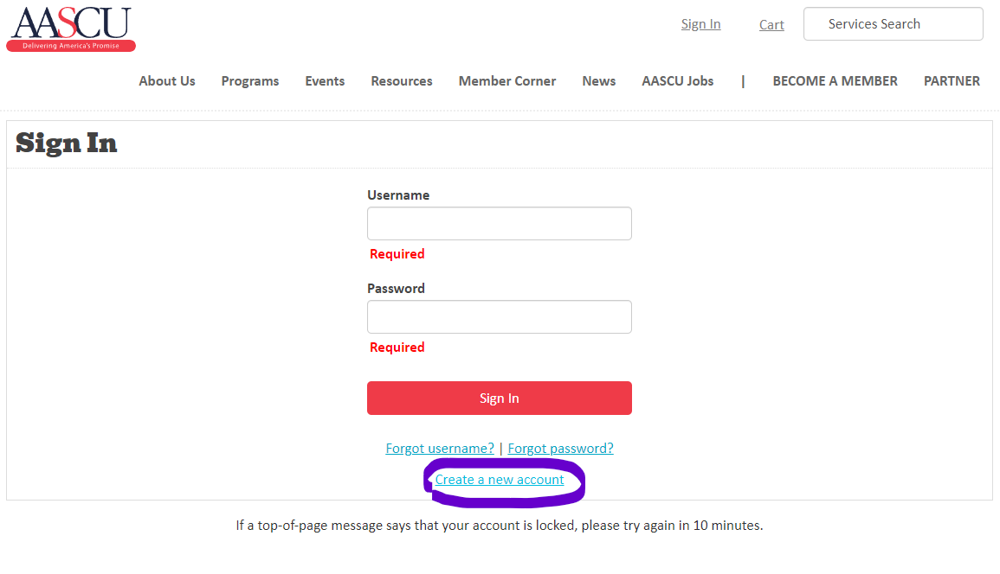 AASCU
Delivering America's Promise
Sign In Cart Services Search
About Us Programs Events Resources Member Corner News AASCU Jobs | BECOME A MEMBER PARTNER
Sign In
Username
Required
Password
Required
Sign In
Forgot username? | Forgot password?
Create a new account
If a top-of-page message says that your account is locked, please try again in 10 minutes.